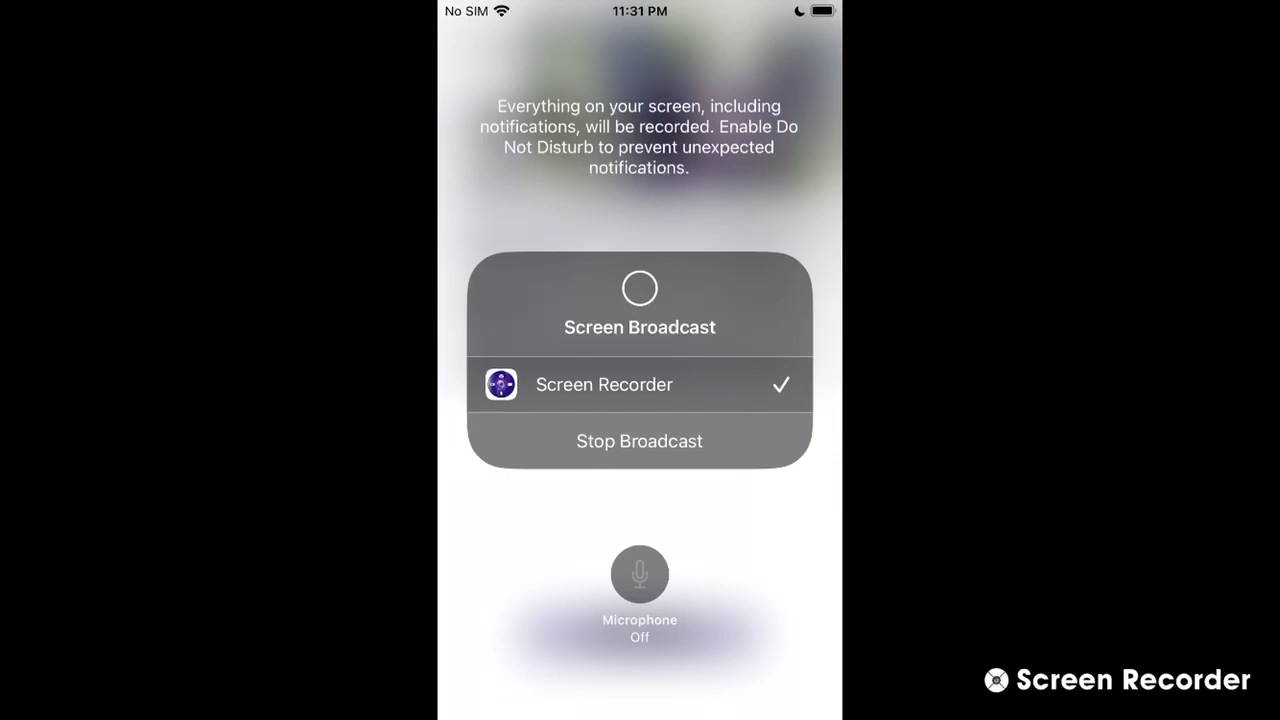 No SIM 11:31 PM
Everything on your screen, including
notifications, will be recorded. Enable Do
Not Disturb to prevent unexpected
notifications.
Screen Broadcast
Screen Recorder
Stop Broadcast
Microphone
Off
Screen Recorder